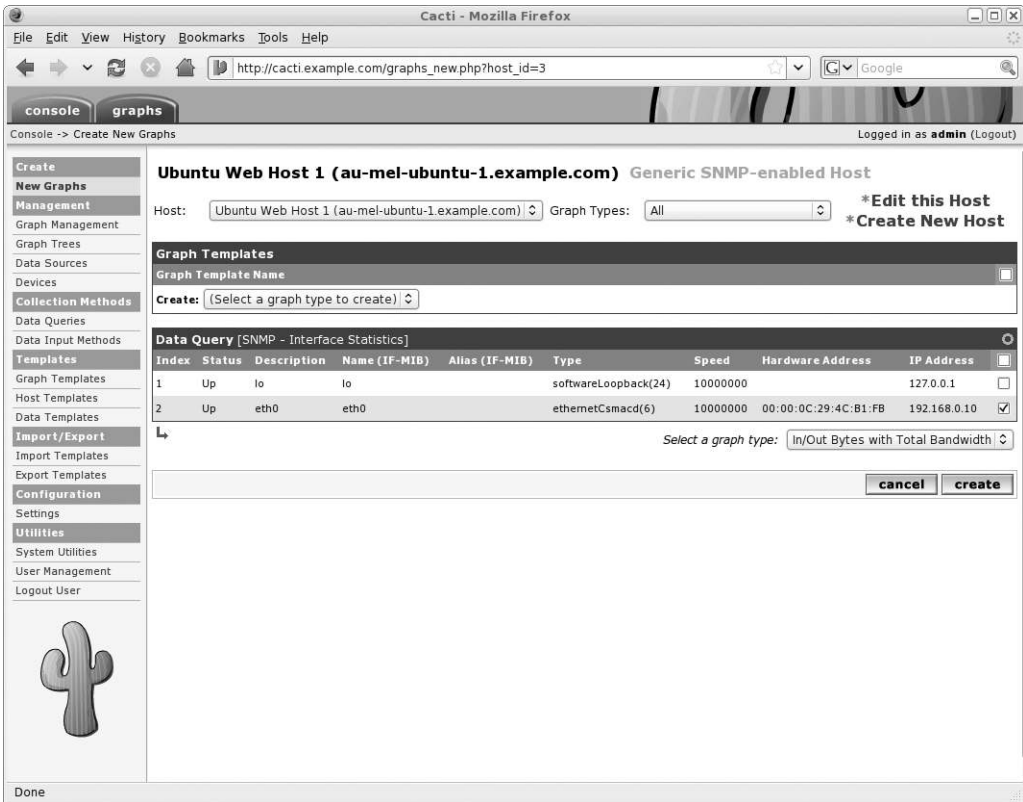 Cacti - Mozilla Firefox
File Edit View History Bookmarks Tools Help
http://cacti.example.com/graphs_new.php?host_id=3
G Google
console graphs
Console -> Create New Graphs
Logged in as admin (Logout)
Create
New Graphs
Management
Graph Management
Graph Trees
Data Sources
Devices
Collection Methods
Data Queries
Data Input Methods
Templates
Graph Templates
Host Templates
Data Templates
Import/Export
Import Templates
Export Templates
Configuration
Settings
Utilities
System Utilities
User Management
Logout User
Ubuntu Web Host 1 (au-mel-ubuntu-1.example.com) Generic SNMP-enabled Host
Host: Ubuntu Web Host 1 (au-mel-ubuntu-1.example.com) Graph Types: All
*Edit this Host
*Create New Host
Graph Templates
Graph Template Name
Create: (Select a graph type to create)
Data Query [SNMP - Interface Statistics]
Index Status Description Name (IF-MIB) Alias (IF-MIB) Type Speed Hardware Address IP Address
1 Up lo lo softwareLoopback(24) 10000000 127.0.0.1
2 Up eth0 eth0 ethernetCsmacd(6) 10000000 00:00:0C:29:4C:B1:FB 192.168.0.10
Select a graph type: In/Out Bytes with Total Bandwidth
cancel create
Done